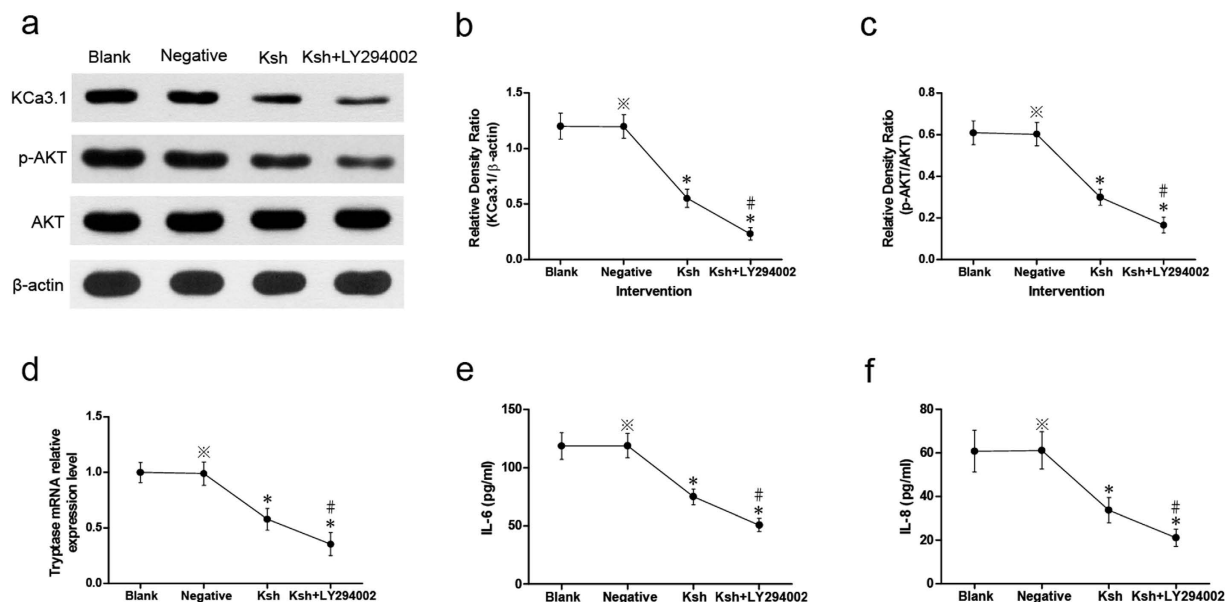 a
Blank Negative Ksh Ksh+LY294002
KCa3.1
p-AKT
AKT
β-actin
b
Relative Density Ratio
(KCa3.1/β-actin)
1.5
1.0
0.5
0.0
※
*
#
*
Blank Negative Ksh Ksh+LY294002
Intervention
c
Relative Density Ratio
(p-AKT/AKT)
0.8
0.6
0.4
0.2
0.0
※
*
#
*
Blank Negative Ksh Ksh+LY294002
Intervention
d
Tryptase mRNA relative
expression level
1.5
1.0
0.5
0.0
※
*
#
*
Blank Negative Ksh Ksh+LY294002
e
IL-6 (pg/ml)
150
100
50
0
※
*
#
*
Blank Negative Ksh Ksh+LY294002
f
IL-8 (pg/ml)
80
60
40
20
0
※
*
#
*
Blank Negative Ksh Ksh+LY294002